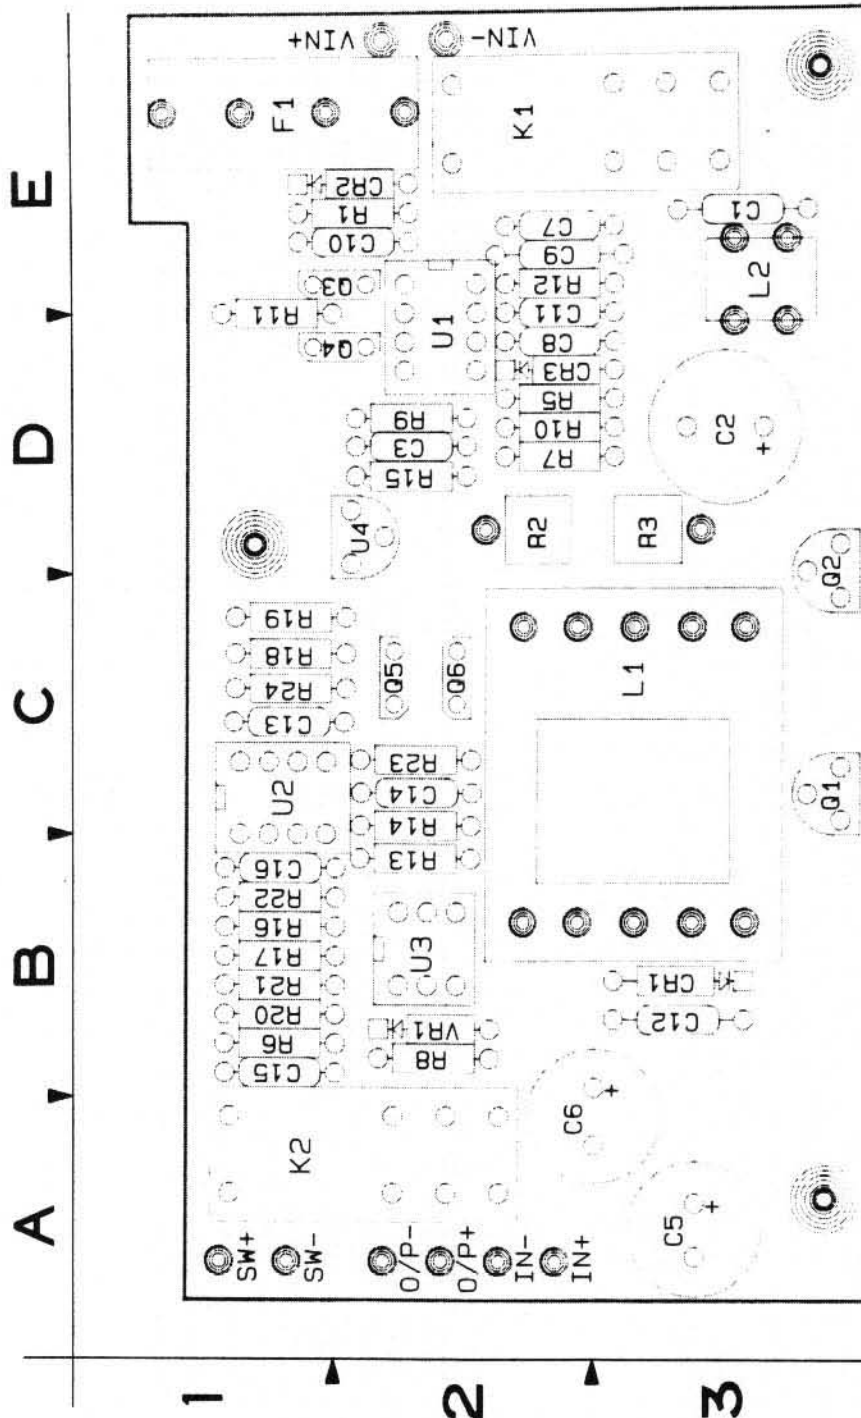 VIN+
VIN-
F1
K1
E
CR2
R1
C10
C1
C7
C9
Q3
R12
L2
R11
U1
C11
Q4
C8
CR3
R5
D
R9
R10
C2
+
C3
R7
R15
U4
R2
R3
Q2
R19
R18
Q5
Q6
L1
C
R24
C13
U2
R23
C14
Q1
R14
R13
C16
R22
R16
B
R17
U3
R21
CR1
R20
VR1
C12
R6
R8
C15
C6
+
K2
A
C5
+
SW+
SW-
O/P-
O/P+
IN-
IN+
1
2
3